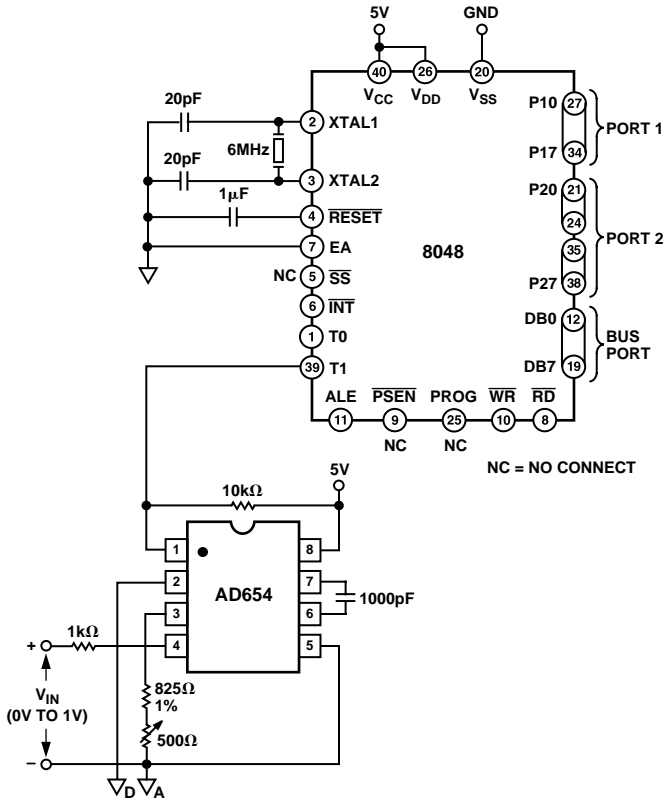 5V
GND
40
26
20
V_CC
V_DD
V_SS
20pF
2
XTAL1
6MHz
20pF
3
XTAL2
1µF
4
RESET
7
EA
NC
5
SS
6
INT
1
T0
39
T1
8048
P10
27
P17
34
PORT 1
P20
21
24
35
P27
38
PORT 2
DB0
12
DB7
19
BUS
PORT
ALE
PSEN
PROG
WR
RD
11
9
25
10
8
NC
NC
NC = NO CONNECT
5V
10kΩ
1
8
2
7
AD654
1000pF
3
6
4
5
1kΩ
+
V_IN
(0V TO 1V)
–
825Ω
1%
500Ω
D
A